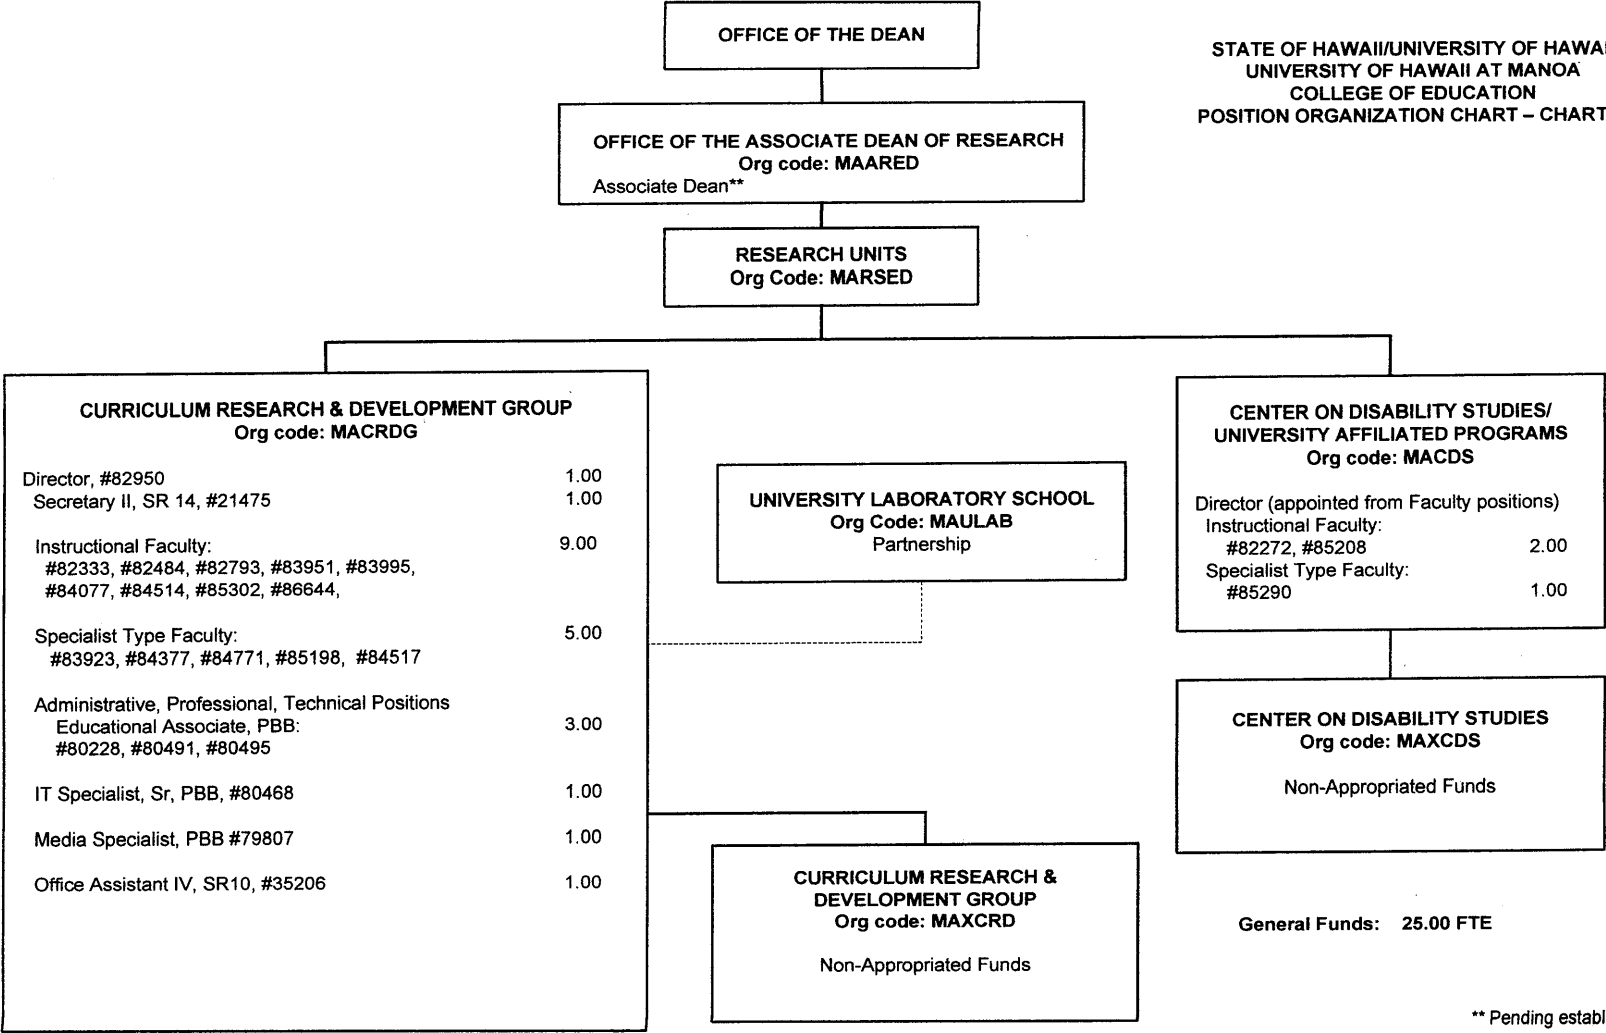 OFFICE OF THE DEAN
STATE OF HAWAII/UNIVERSITY OF HAWAI
UNIVERSITY OF HAWAII AT MANOA
COLLEGE OF EDUCATION
POSITION ORGANIZATION CHART – CHART
OFFICE OF THE ASSOCIATE DEAN OF RESEARCH
Org code: MAARED
Associate Dean**
RESEARCH UNITS
Org Code: MARSED
CURRICULUM RESEARCH & DEVELOPMENT GROUP
Org code: MACRDG
Director, #82950 1.00
Secretary II, SR 14, #21475 1.00
Instructional Faculty: 9.00
#82333, #82484, #82793, #83951, #83995,
#84077, #84514, #85302, #86644,
Specialist Type Faculty: 5.00
#83923, #84377, #84771, #85198, #84517
Administrative, Professional, Technical Positions
Educational Associate, PBB: 3.00
#80228, #80491, #80495
IT Specialist, Sr, PBB, #80468 1.00
Media Specialist, PBB #79807 1.00
Office Assistant IV, SR10, #35206 1.00
UNIVERSITY LABORATORY SCHOOL
Org Code: MAULAB
Partnership
CURRICULUM RESEARCH &
DEVELOPMENT GROUP
Org code: MAXCRD
Non-Appropriated Funds
CENTER ON DISABILITY STUDIES/
UNIVERSITY AFFILIATED PROGRAMS
Org code: MACDS
Director (appointed from Faculty positions)
Instructional Faculty:
#82272, #85208 2.00
Specialist Type Faculty:
#85290 1.00
CENTER ON DISABILITY STUDIES
Org code: MAXCDS
Non-Appropriated Funds
General Funds: 25.00 FTE
** Pending establ